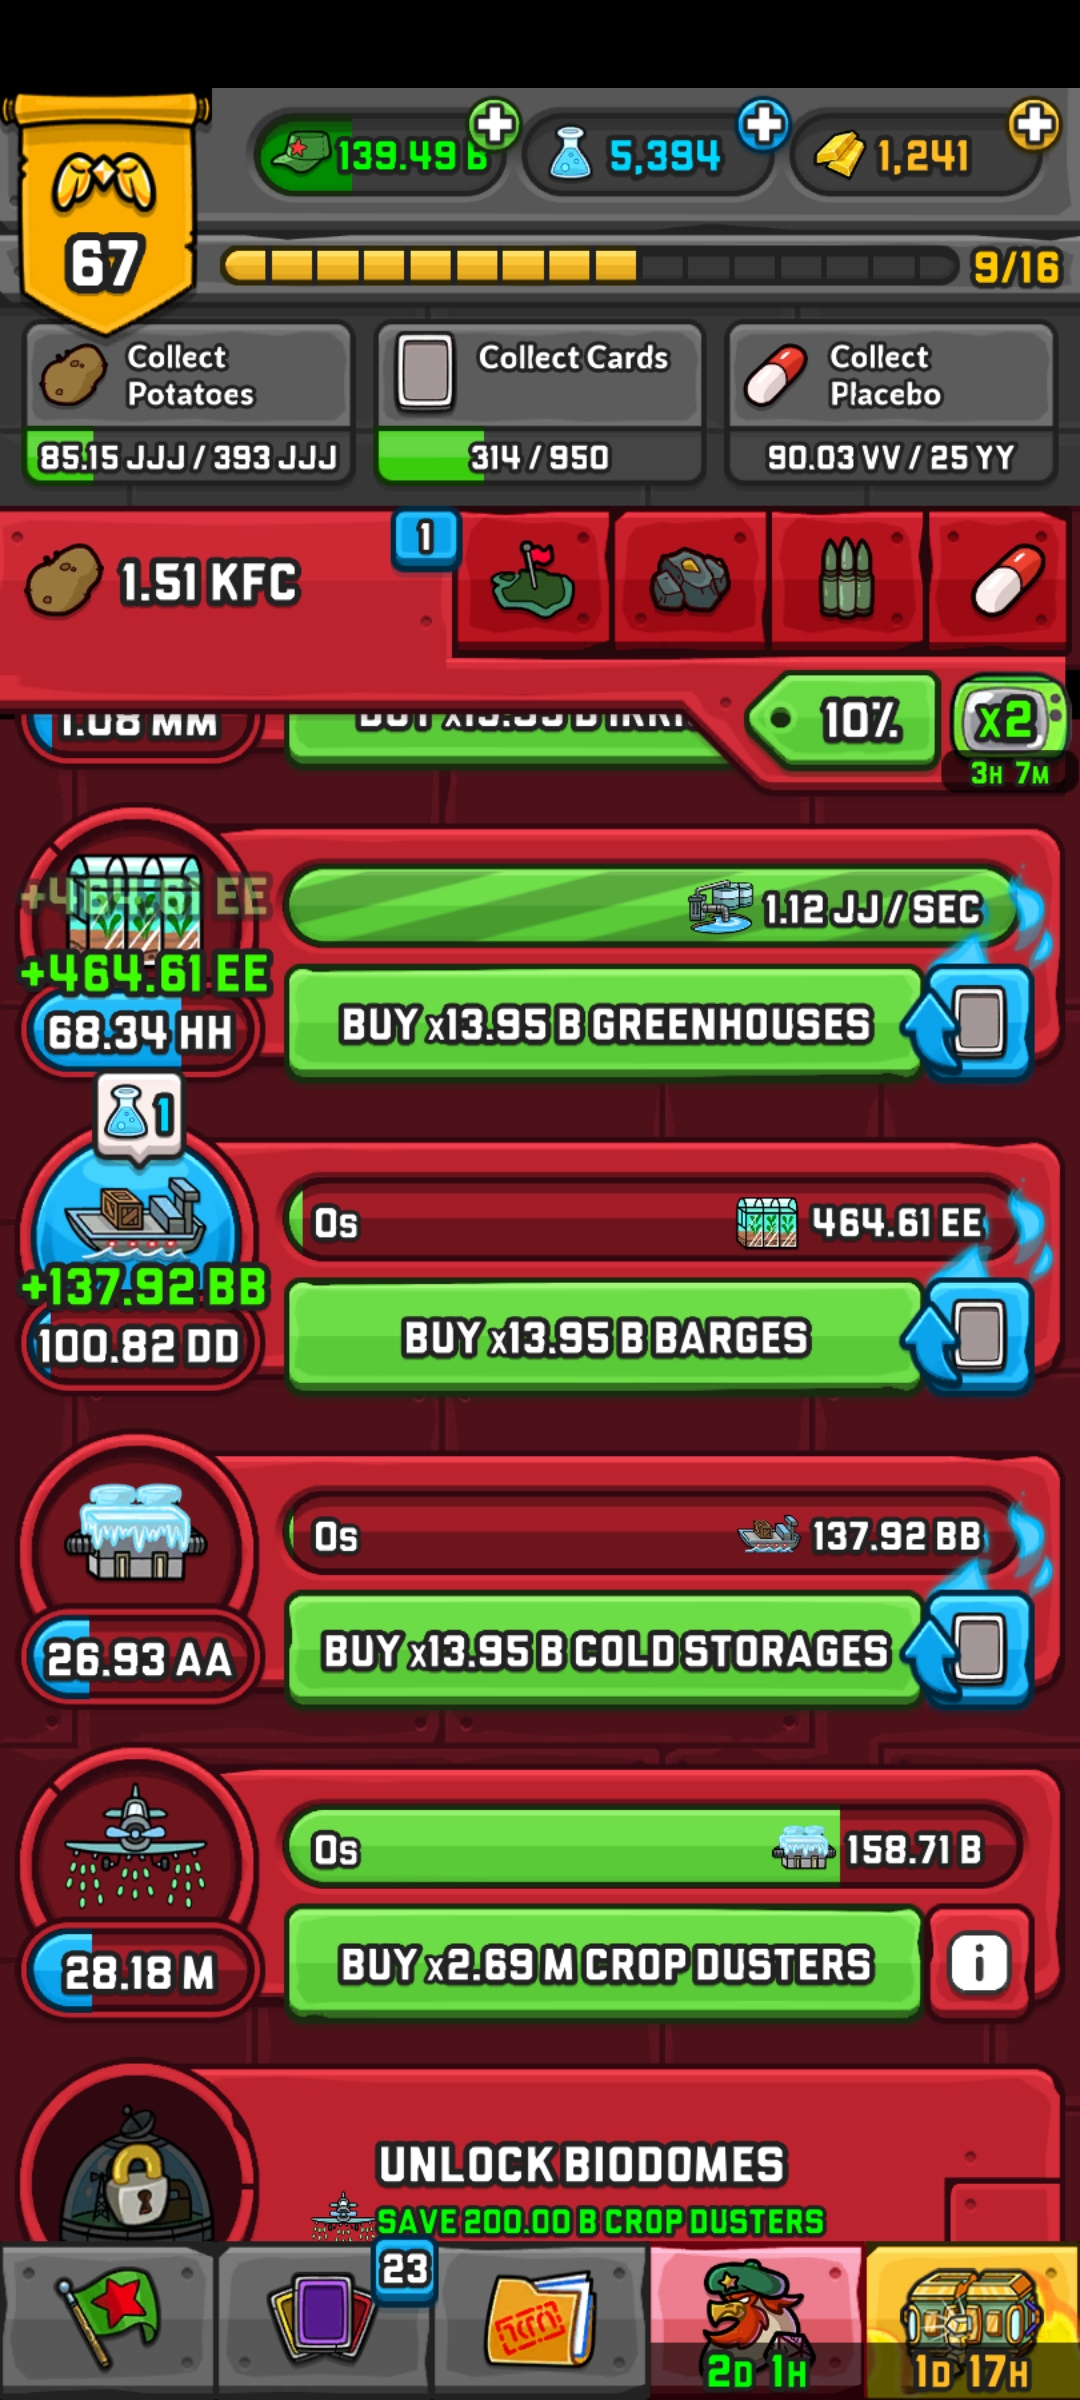 139.49 B
5,394
1,241
67
9/16
Collect
Potatoes
85.15 JJJ / 393 JJJ
Collect Cards
314 / 950
Collect
Placebo
90.03 VV / 25 YY
1.51 KFC
1
10%
x2
3H 7M
1.08 MM
+464.61 EE
+464.61 EE
68.34 HH
1.12 JJ / SEC
BUY x13.95 B GREENHOUSES
1
+137.92 BB
100.82 DD
0s
464.61 EE
BUY x13.95 B BARGES
26.93 AA
0s
137.92 BB
BUY x13.95 B COLD STORAGES
28.18 M
0s
158.71 B
BUY x2.69 M CROP DUSTERS
i
UNLOCK BIODOMES
SAVE 200.00 B CROP DUSTERS
23
2D 1H
1D 17H